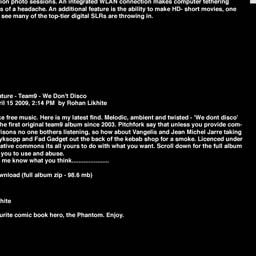 ion photo sessions. An integrated WLAN connection makes computer tethering
s of a headache. An additional feature is the ability to make HD- short movies, one
see many of the top-tier digital SLRs are throwing in.
ature - Team9 - We Don't Disco
ril 15 2009, 2:14 PM by Rohan Likhite
e free music. Here is my latest find. Melodic, ambient and twisted - 'We dont disco'
he first original team9 album since 2003. Pitchfork say that unless you provide com-
isons no one bothers listening, so how about Vangelis and Jean Michel Jarre taking
yksopp and Fad Gadget out the back of the kebab shop for a smoke. Licenced under
ative commons its all yours to do with what you want. Scroll down for the full album
you to use and abuse.
me know what you think.....................
wnload (full album zip - 98.6 mb)
hite
urite comic book hero, the Phantom. Enjoy.